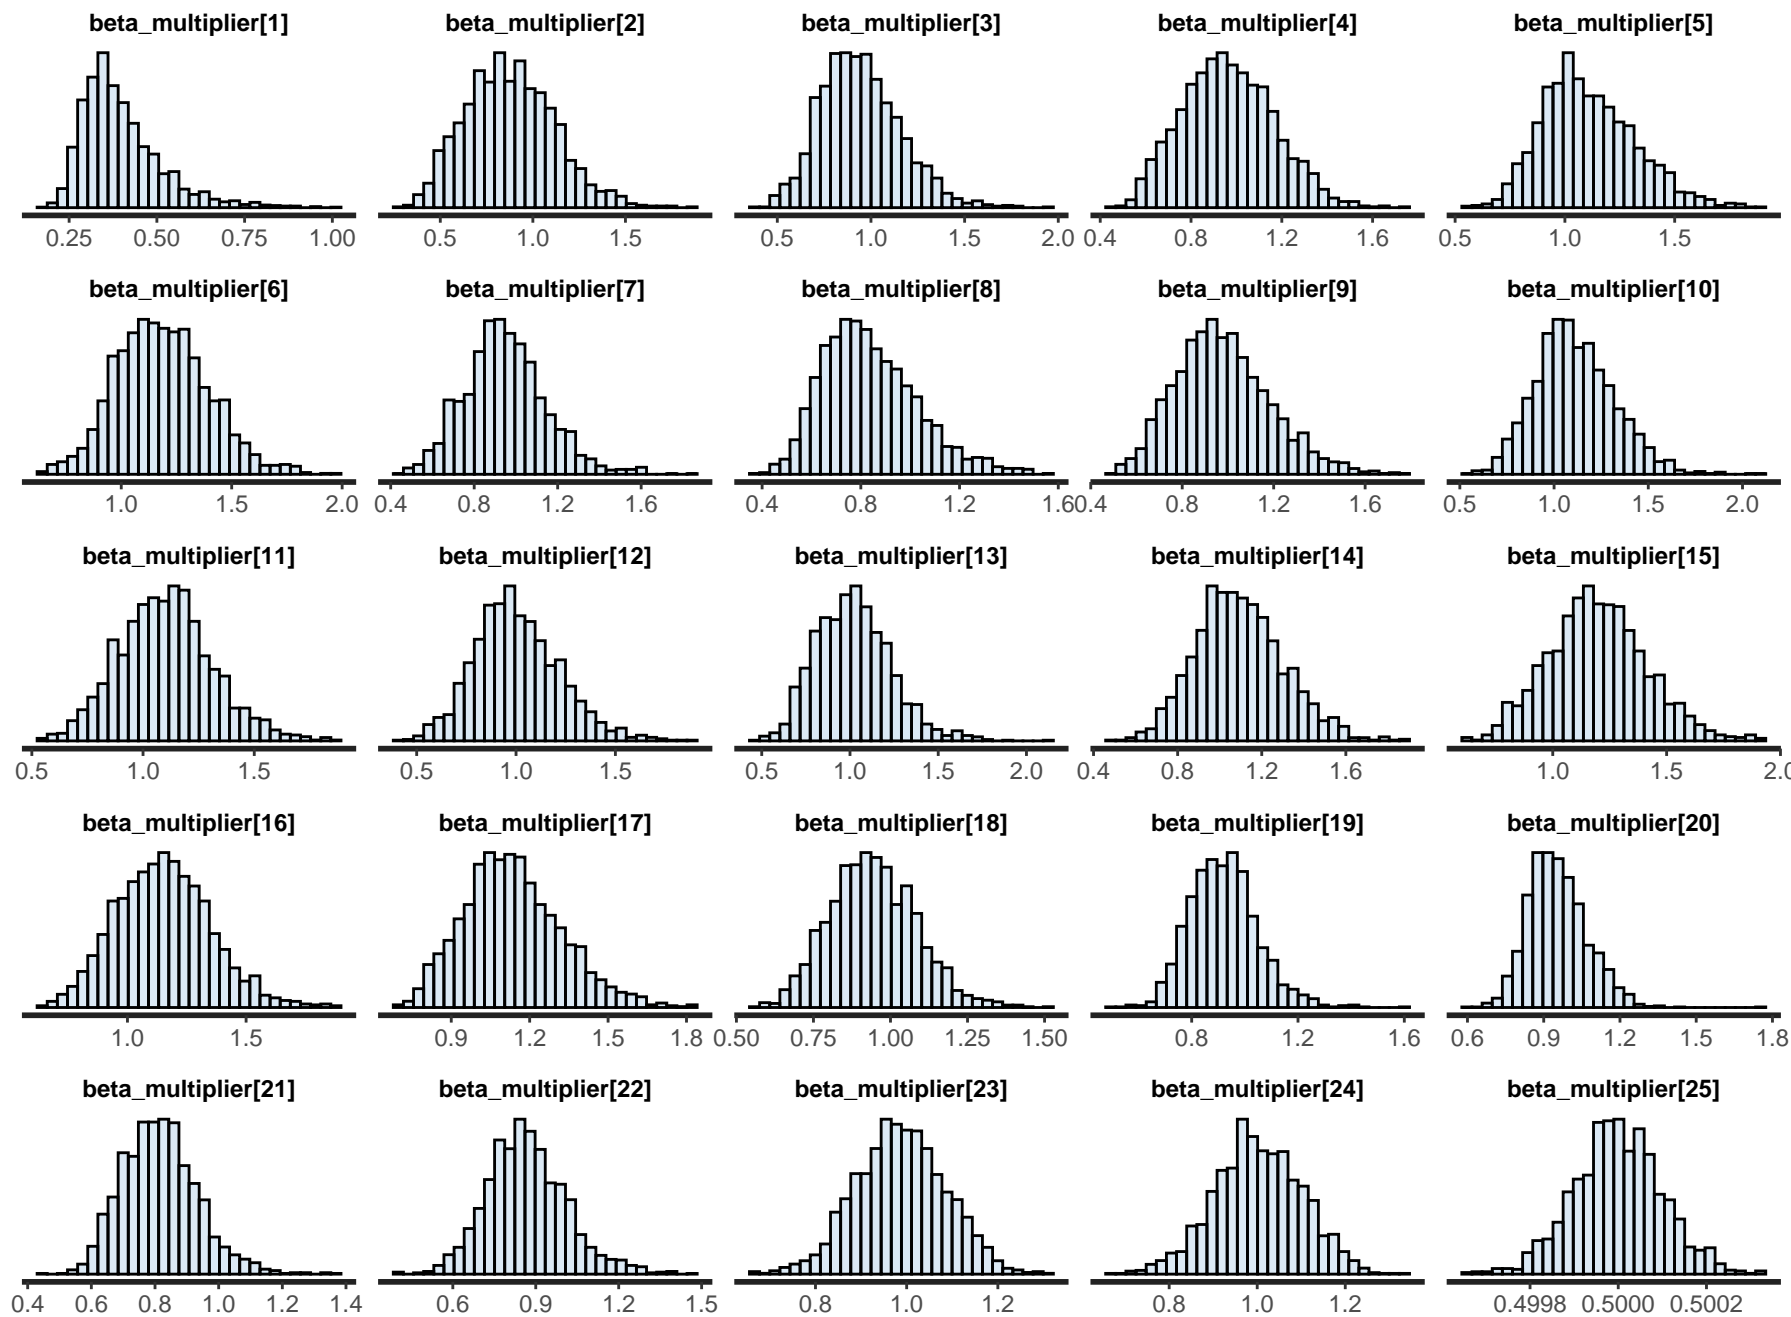 beta_multiplier[1] beta_multiplier[2] beta_multiplier[3] beta_multiplier[4] beta_multiplier[5]
0.25 0.50 0.75 1.00 0.5 1.0 1.5 0.5 1.0 1.5 2.0 0.4 0.8 1.2 1.6 0.5 1.0 1.5
beta_multiplier[6] beta_multiplier[7] beta_multiplier[8] beta_multiplier[9] beta_multiplier[10]
1.0 1.5 2.0 0.4 0.8 1.2 1.6 0.4 0.8 1.2 1.6 0.4 0.8 1.2 1.6 0.5 1.0 1.5 2.0
beta_multiplier[11] beta_multiplier[12] beta_multiplier[13] beta_multiplier[14] beta_multiplier[15]
0.5 1.0 1.5 0.5 1.0 1.5 0.5 1.0 1.5 2.0 0.4 0.8 1.2 1.6 1.0 1.5 2.0
beta_multiplier[16] beta_multiplier[17] beta_multiplier[18] beta_multiplier[19] beta_multiplier[20]
1.0 1.5 0.9 1.2 1.5 1.8 0.50 0.75 1.00 1.25 1.50 0.8 1.2 1.6 0.6 0.9 1.2 1.5 1.8
beta_multiplier[21] beta_multiplier[22] beta_multiplier[23] beta_multiplier[24] beta_multiplier[25]
0.4 0.6 0.8 1.0 1.2 1.4 0.6 0.9 1.2 1.5 0.8 1.0 1.2 0.8 1.0 1.2 0.4998 0.5000 0.5002